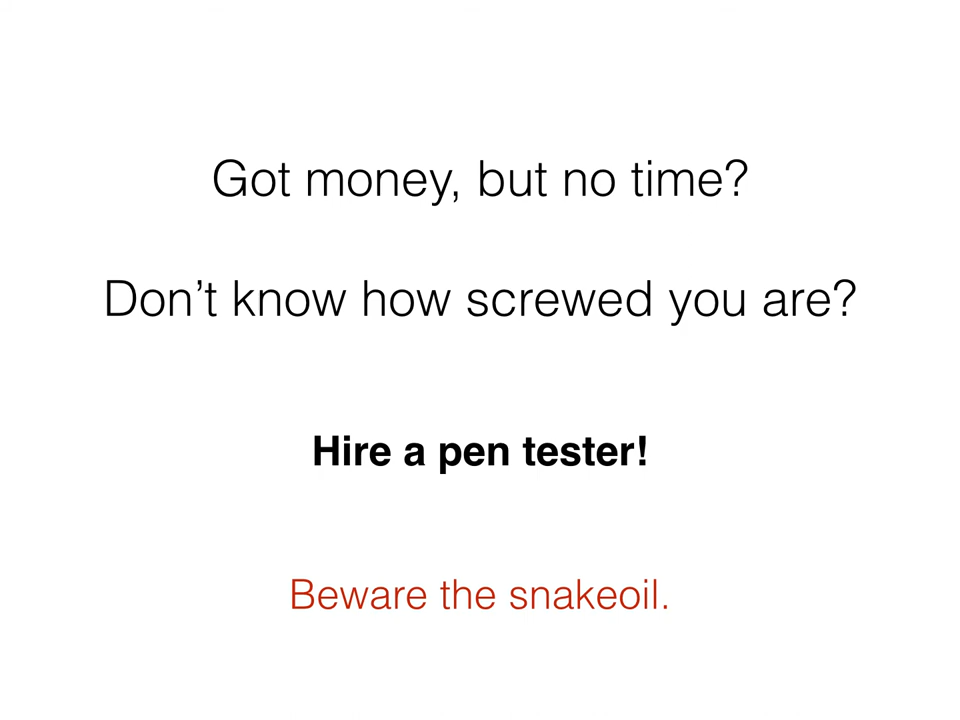 Got money, but no time?
Don’t know how screwed you are?
Hire a pen tester!
Beware the snakeoil.